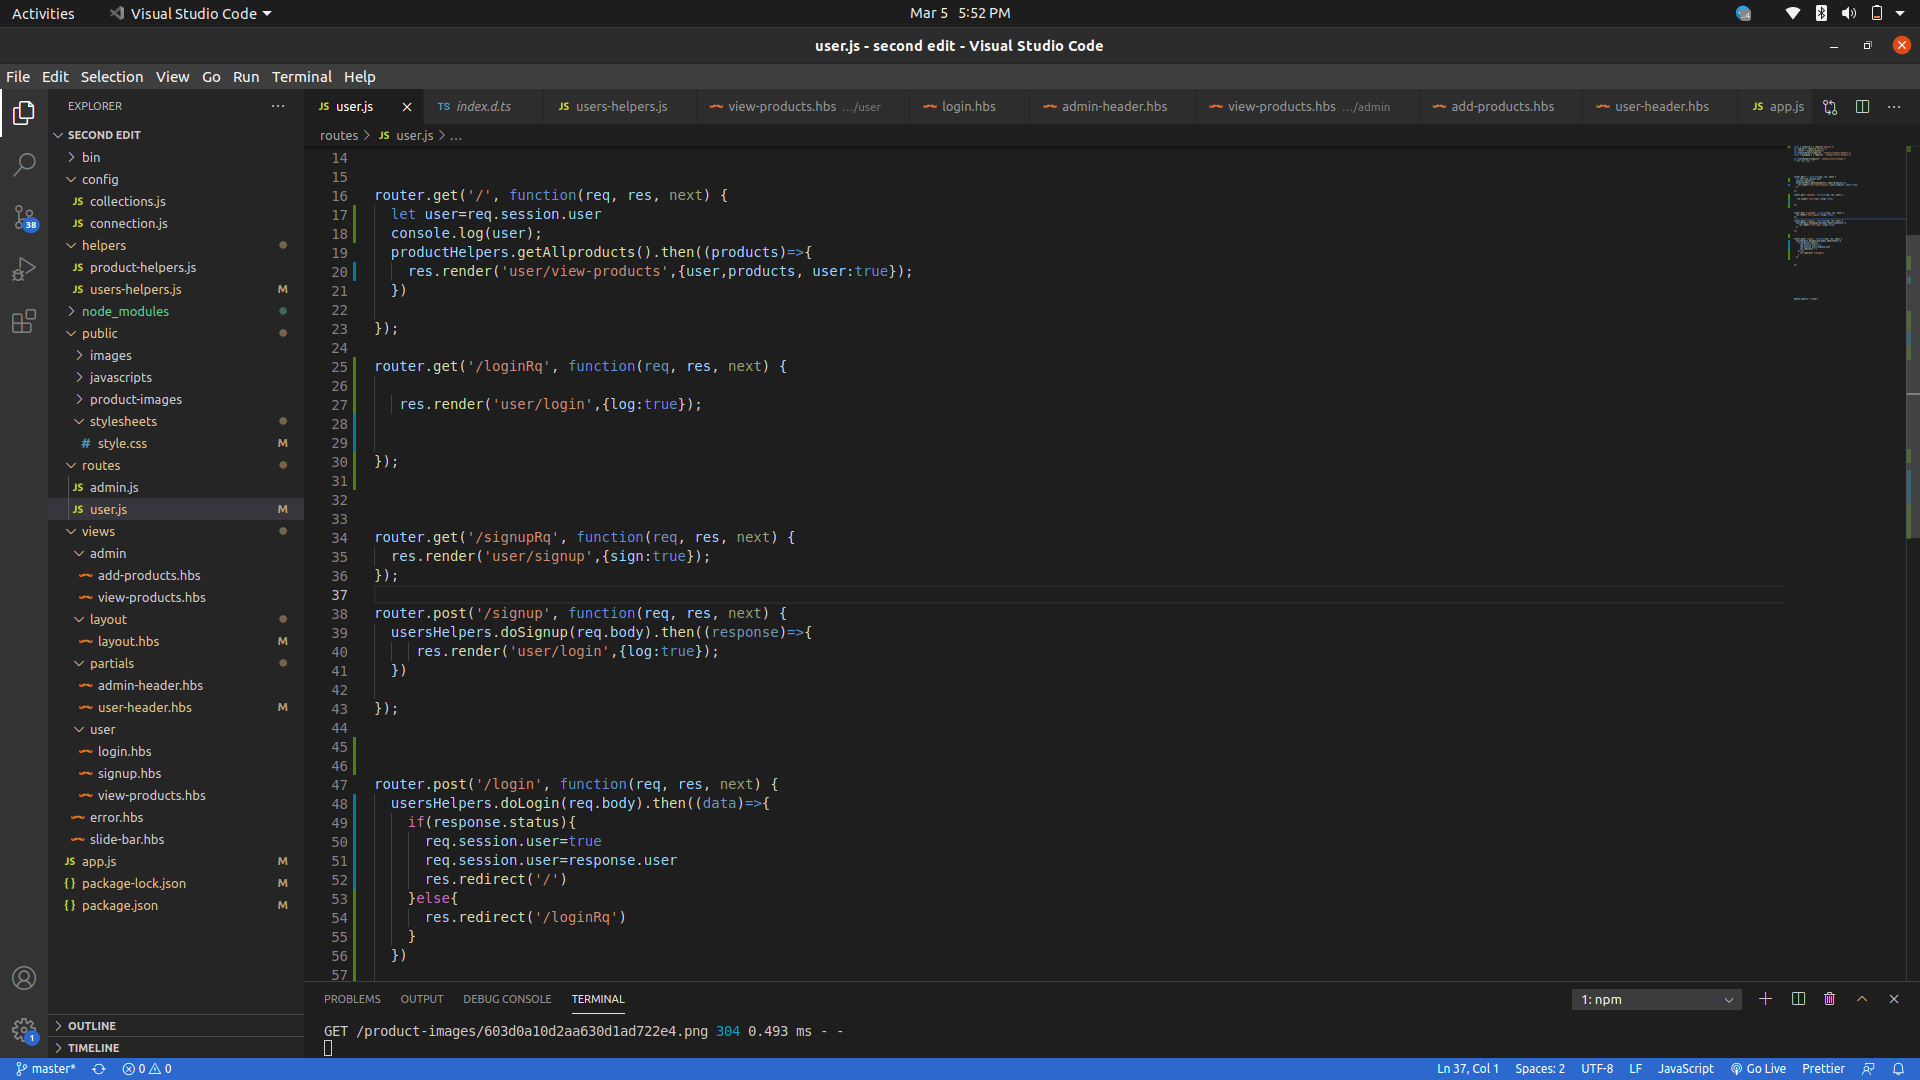 Activities
Visual Studio Code
Mar 5 5:52 PM
user.js - second edit - Visual Studio Code
File Edit Selection View Go Run Terminal Help
EXPLORER
SECOND EDIT
bin
config
JS collections.js
JS connection.js
helpers
JS product-helpers.js
JS users-helpers.js M
node_modules
public
images
javascripts
product-images
stylesheets
# style.css M
routes
JS admin.js
JS user.js M
views
admin
add-products.hbs
view-products.hbs
layout
layout.hbs M
partials
admin-header.hbs
user-header.hbs M
user
login.hbs
signup.hbs
view-products.hbs
error.hbs
slide-bar.hbs
JS app.js M
{} package-lock.json M
{} package.json M
OUTLINE
TIMELINE
38
1
JS user.js
TS index.d.ts
JS users-helpers.js
view-products.hbs .../user
login.hbs
admin-header.hbs
view-products.hbs .../admin
add-products.hbs
user-header.hbs
JS app.js
routes > JS user.js > ...
14
15
16 router.get('/', function(req, res, next) {
17 let user=req.session.user
18 console.log(user);
19 productHelpers.getAllproducts().then((products)=>{
20 res.render('user/view-products',{user,products, user:true});
21 })
22
23 });
24
25 router.get('/loginRq', function(req, res, next) {
26
27 res.render('user/login',{log:true});
28
29
30 });
31
32
33
34 router.get('/signupRq', function(req, res, next) {
35 res.render('user/signup',{sign:true});
36 });
37
38 router.post('/signup', function(req, res, next) {
39 usersHelpers.doSignup(req.body).then((response)=>{
40 res.render('user/login',{log:true});
41 })
42
43 });
44
45
46
47 router.post('/login', function(req, res, next) {
48 usersHelpers.doLogin(req.body).then((data)=>{
49 if(response.status){
50 req.session.user=true
51 req.session.user=response.user
52 res.redirect('/')
53 }else{
54 res.redirect('/loginRq')
55 }
56 })
57
PROBLEMS OUTPUT DEBUG CONSOLE TERMINAL
1: npm
GET /product-images/603d0a10d2aa630d1ad722e4.png 304 0.493 ms - -
master* 0 0
Ln 37, Col 1 Spaces: 2 UTF-8 LF JavaScript Go Live Prettier